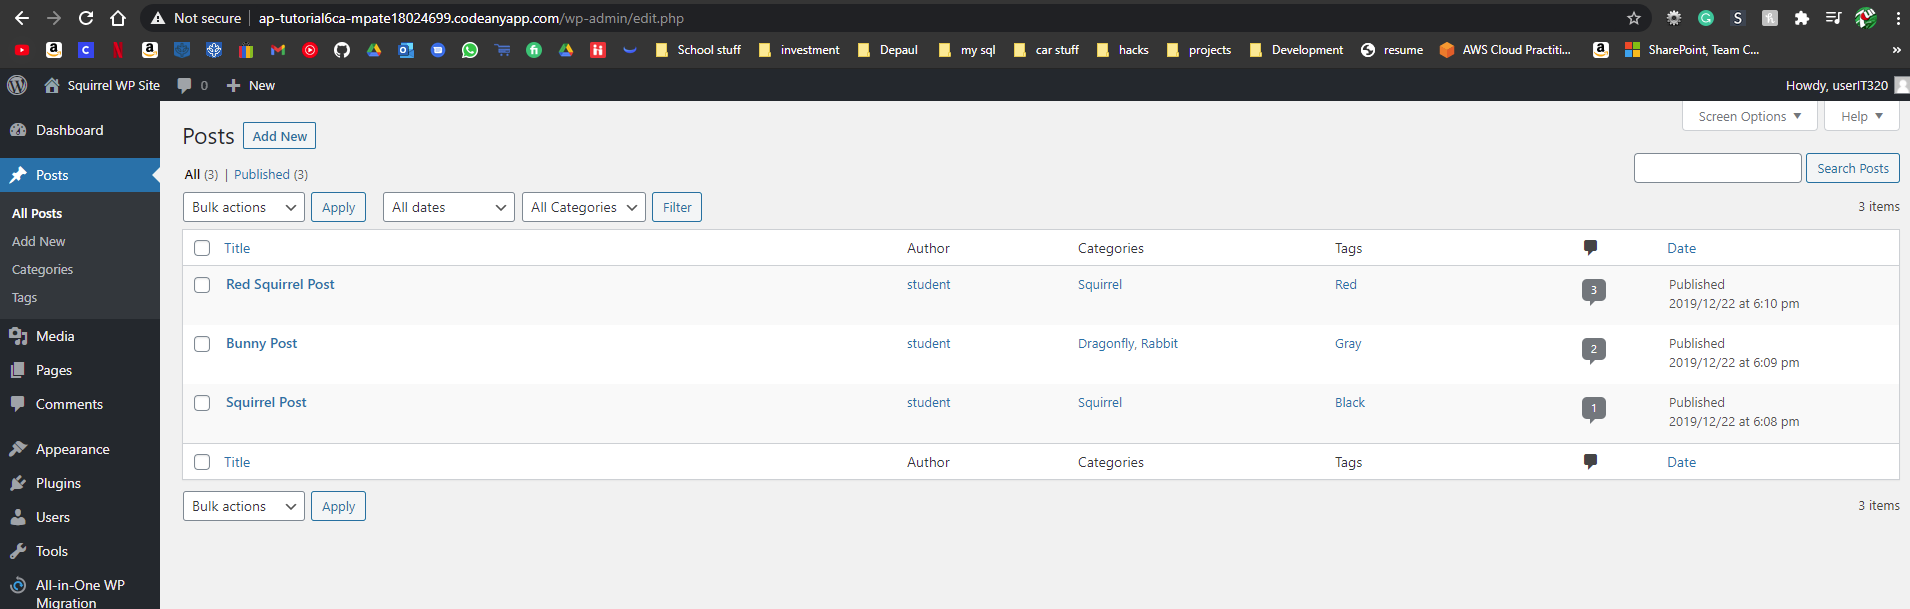 Not secure | ap-tutorial6ca-mpate18024699.codeanyapp.com/wp-admin/edit.php
School stuff investment Depaul my sql car stuff hacks projects Development resume AWS Cloud Practiti... SharePoint, Team C... »
Squirrel WP Site 0 + New Howdy, userIT320
Dashboard
Posts
All Posts
Add New
Categories
Tags
Media
Pages
Comments
Appearance
Plugins
Users
Tools
All-in-One WP
Migration
Screen Options Help
Posts Add New
All (3) | Published (3)
Search Posts
Bulk actions Apply All dates All Categories Filter
3 items
Title Author Categories Tags Date
Red Squirrel Post student Squirrel Red 3 Published
2019/12/22 at 6:10 pm
Bunny Post student Dragonfly, Rabbit Gray 2 Published
2019/12/22 at 6:09 pm
Squirrel Post student Squirrel Black 1 Published
2019/12/22 at 6:08 pm
Title Author Categories Tags Date
Bulk actions Apply
3 items